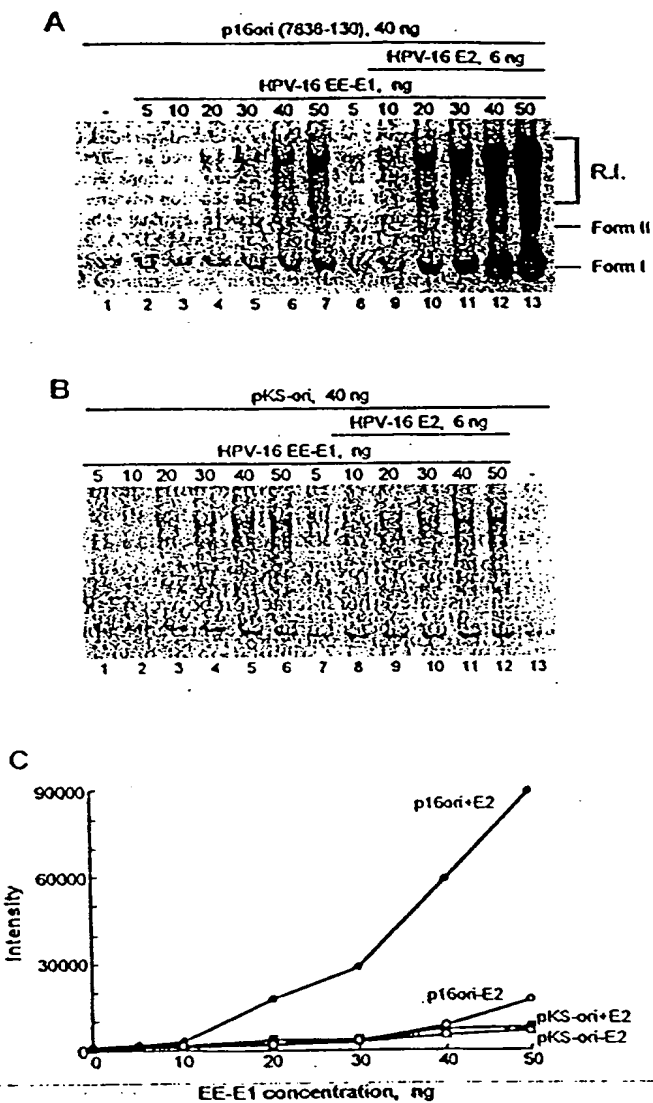 A
p16ori (7838-130), 40 ng
HPV-16 E2, 6 ng
HPV-16 EE-E1, ng
- 5 10 20 30 40 50 5 10 20 30 40 50
R.I.
Form II
Form I
1 2 3 4 5 6 7 8 9 10 11 12 13
B
pKS-ori, 40 ng
HPV-16 E2, 6 ng
HPV-16 EE-E1, ng
5 10 20 30 40 50 5 10 20 30 40 50 -
1 2 3 4 5 6 7 8 9 10 11 12 13
C
90000
60000
30000
0
Intensity
p16ori+E2
p16ori-E2
pKS-ori+E2
pKS-ori-E2
0 10 20 30 40 50
EE-E1 concentration, ng